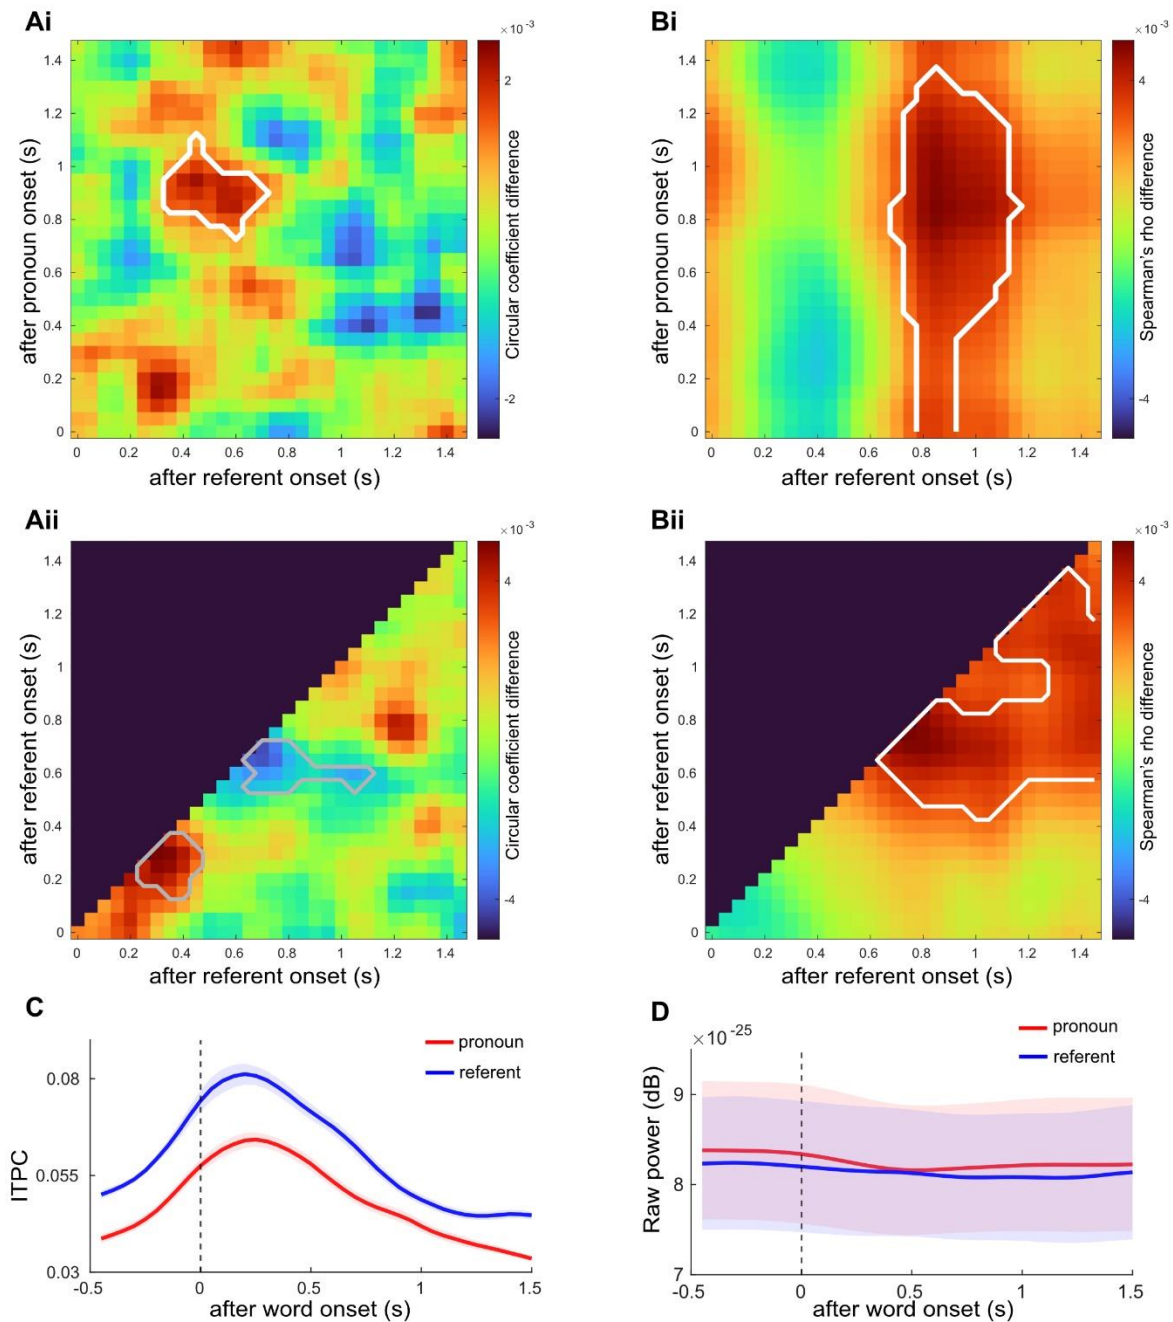 Ai
×10⁻³
1.4
1.2
1
0.8
0.6
0.4
0.2
0
after pronoun onset (s)
0 0.2 0.4 0.6 0.8 1 1.2 1.4
after referent onset (s)
2
-2
Circular coefficient difference
Bi
×10⁻³
1.4
1.2
1
0.8
0.6
0.4
0.2
0
after pronoun onset (s)
0 0.2 0.4 0.6 0.8 1 1.2 1.4
after referent onset (s)
4
-4
Spearman's rho difference
Aii
×10⁻³
1.4
1.2
1
0.8
0.6
0.4
0.2
0
after referent onset (s)
0 0.2 0.4 0.6 0.8 1 1.2 1.4
after referent onset (s)
4
-4
Circular coefficient difference
Bii
×10⁻³
1.4
1.2
1
0.8
0.6
0.4
0.2
0
after referent onset (s)
0 0.2 0.4 0.6 0.8 1 1.2 1.4
after referent onset (s)
4
-4
Spearman's rho difference
C
pronoun
referent
0.08
0.055
0.03
ITPC
-0.5 0 0.5 1 1.5
after word onset (s)
D
×10⁻²⁵
pronoun
referent
9
8
7
Raw power (dB)
-0.5 0 0.5 1 1.5
after word onset (s)